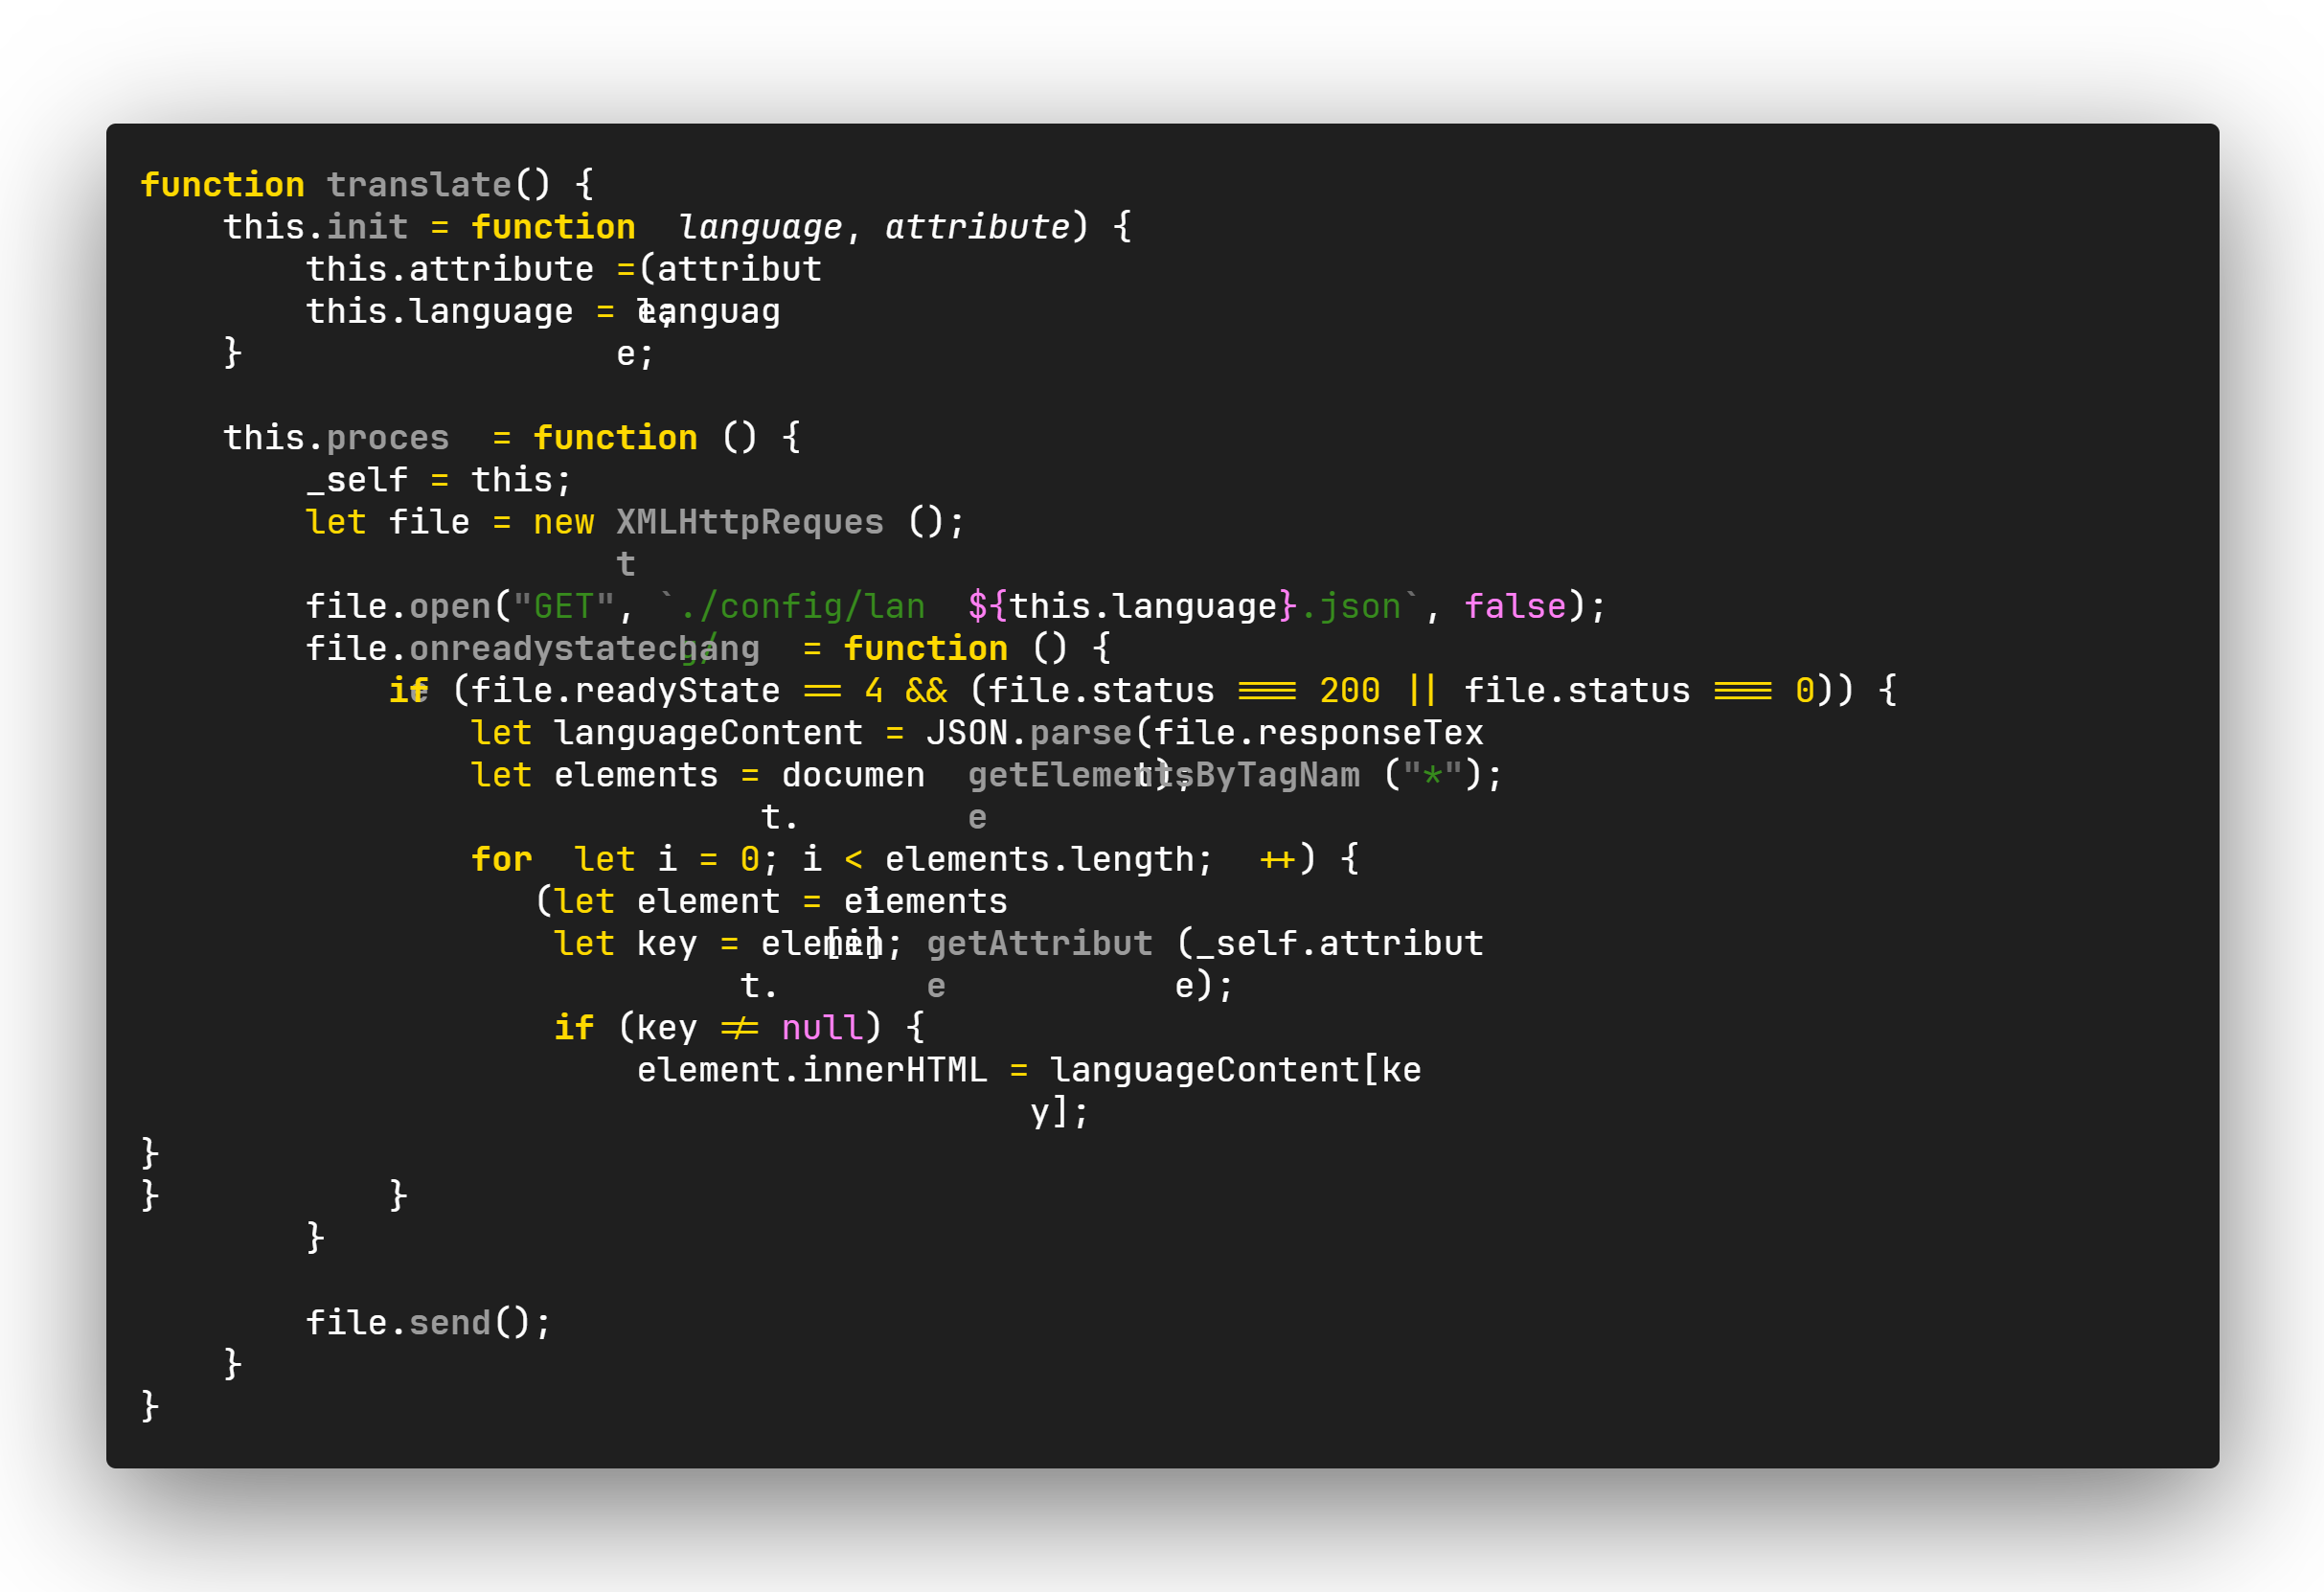 function translate() {
    this.init = function  language, attribute) {
        this.attribute =(attribut
        this.language = languag
e;
    }                   e;
    this.proces  = function () {
        _self = this;
        let file = new XMLHttpReques ();
t
        file.open("GET", `./config/lan  ${this.language}.json`, false);
g/
        file.onreadystatechang  = function () {
e
            if (file.readyState == 4 && (file.status === 200 || file.status === 0)) {
                let languageContent = JSON.parse(file.responseTex
t);
                let elements = documen  getElementsByTagNam ("*");
t.        e
                for  let i = 0; i < elements.length;  ++) {
                   (let element = elements
i
[i];
                    let key = elemen  getAttribut (_self.attribut
t.        e            e);
                    if (key != null) {
                        element.innerHTML = languageContent[ke
y];
}
}           }
        }
        file.send();
    }
}